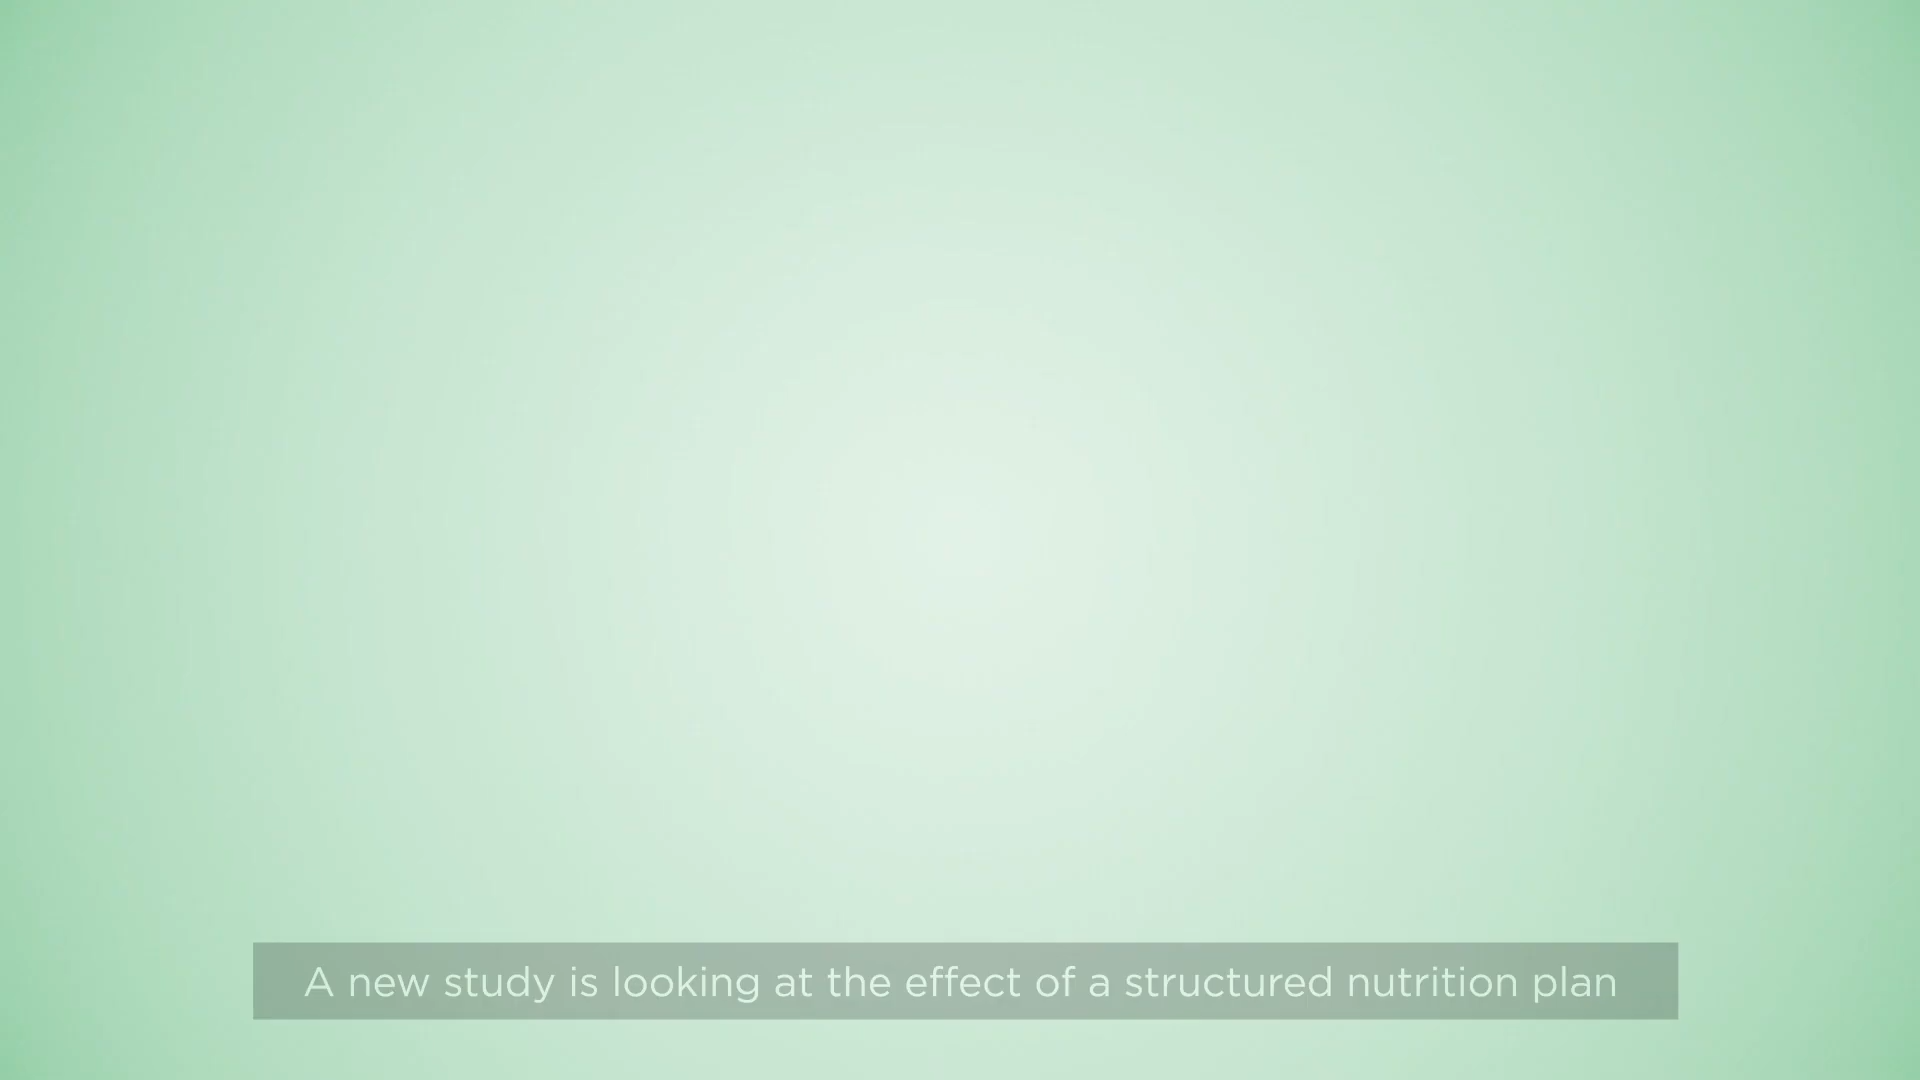 A new study is looking at the effect of a structured nutrition plan